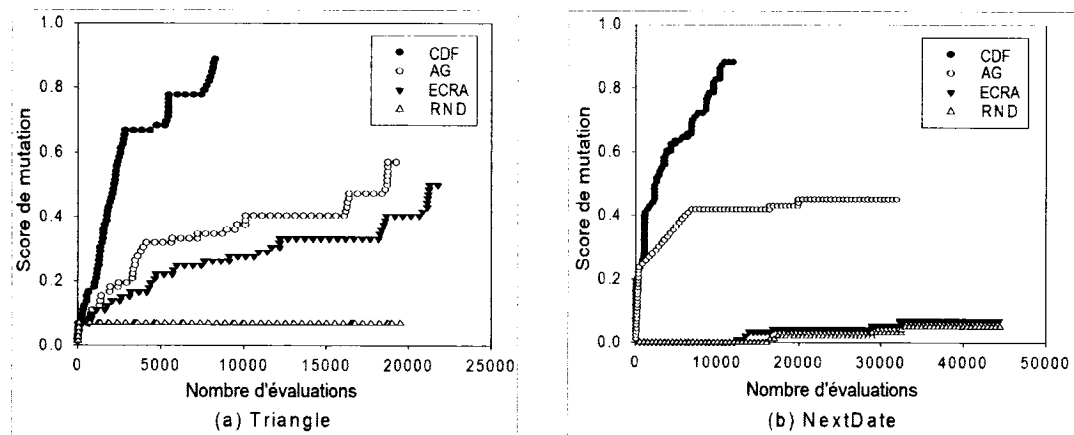 1.0
0.8
0.6
0.4
0.2
0.0
Score de mutation
CDF
AG
ECRA
RND
0
5000
10000
15000
20000
25000
Nombre d'évaluations
(a) Triangle
1.0
0.8
0.6
0.4
0.2
0.0
Score de mutation
CDF
AG
ECRA
RND
0
10000
20000
30000
40000
50000
Nombre d'évaluations
(b) NextDate